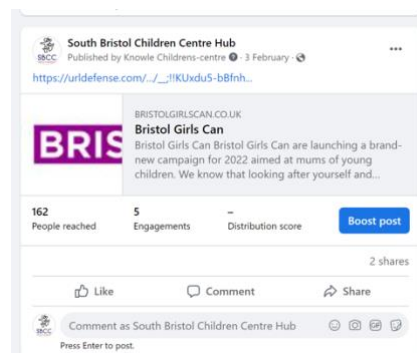 South Bristol Children Centre Hub
SBCC
Published by Knowle Childrens-centre · 3 February ·
https://urldefense.com/../__;!!KUxdu5-bBfnh...
BRIS
BRISTOLGIRLSCAN.CO.UK
Bristol Girls Can
Bristol Girls Can Bristol Girls Can are launching a brand-
new campaign for 2022 aimed at mums of young
children. We know that looking after yourself and...
162 5 –
People reached Engagements Distribution score
Boost post
2 shares
Like Comment Share
SBCC
Comment as South Bristol Children Centre Hub
GIF
Press Enter to post.